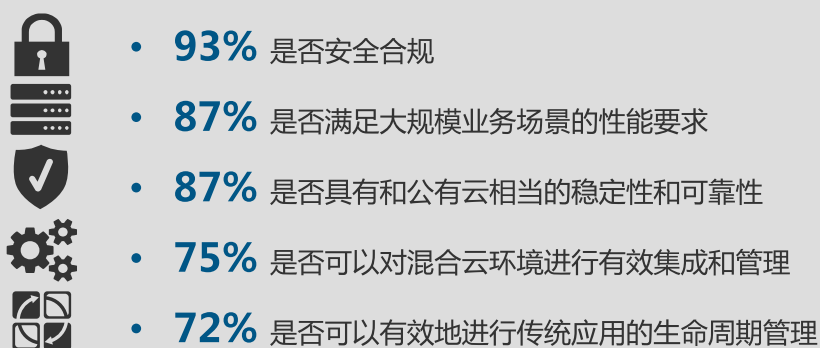 • 93% 是否安全合规
• 87% 是否满足大规模业务场景的性能要求
• 87% 是否具有和公有云相当的稳定性和可靠性
• 75% 是否可以对混合云环境进行有效集成和管理
• 72% 是否可以有效地进行传统应用的生命周期管理